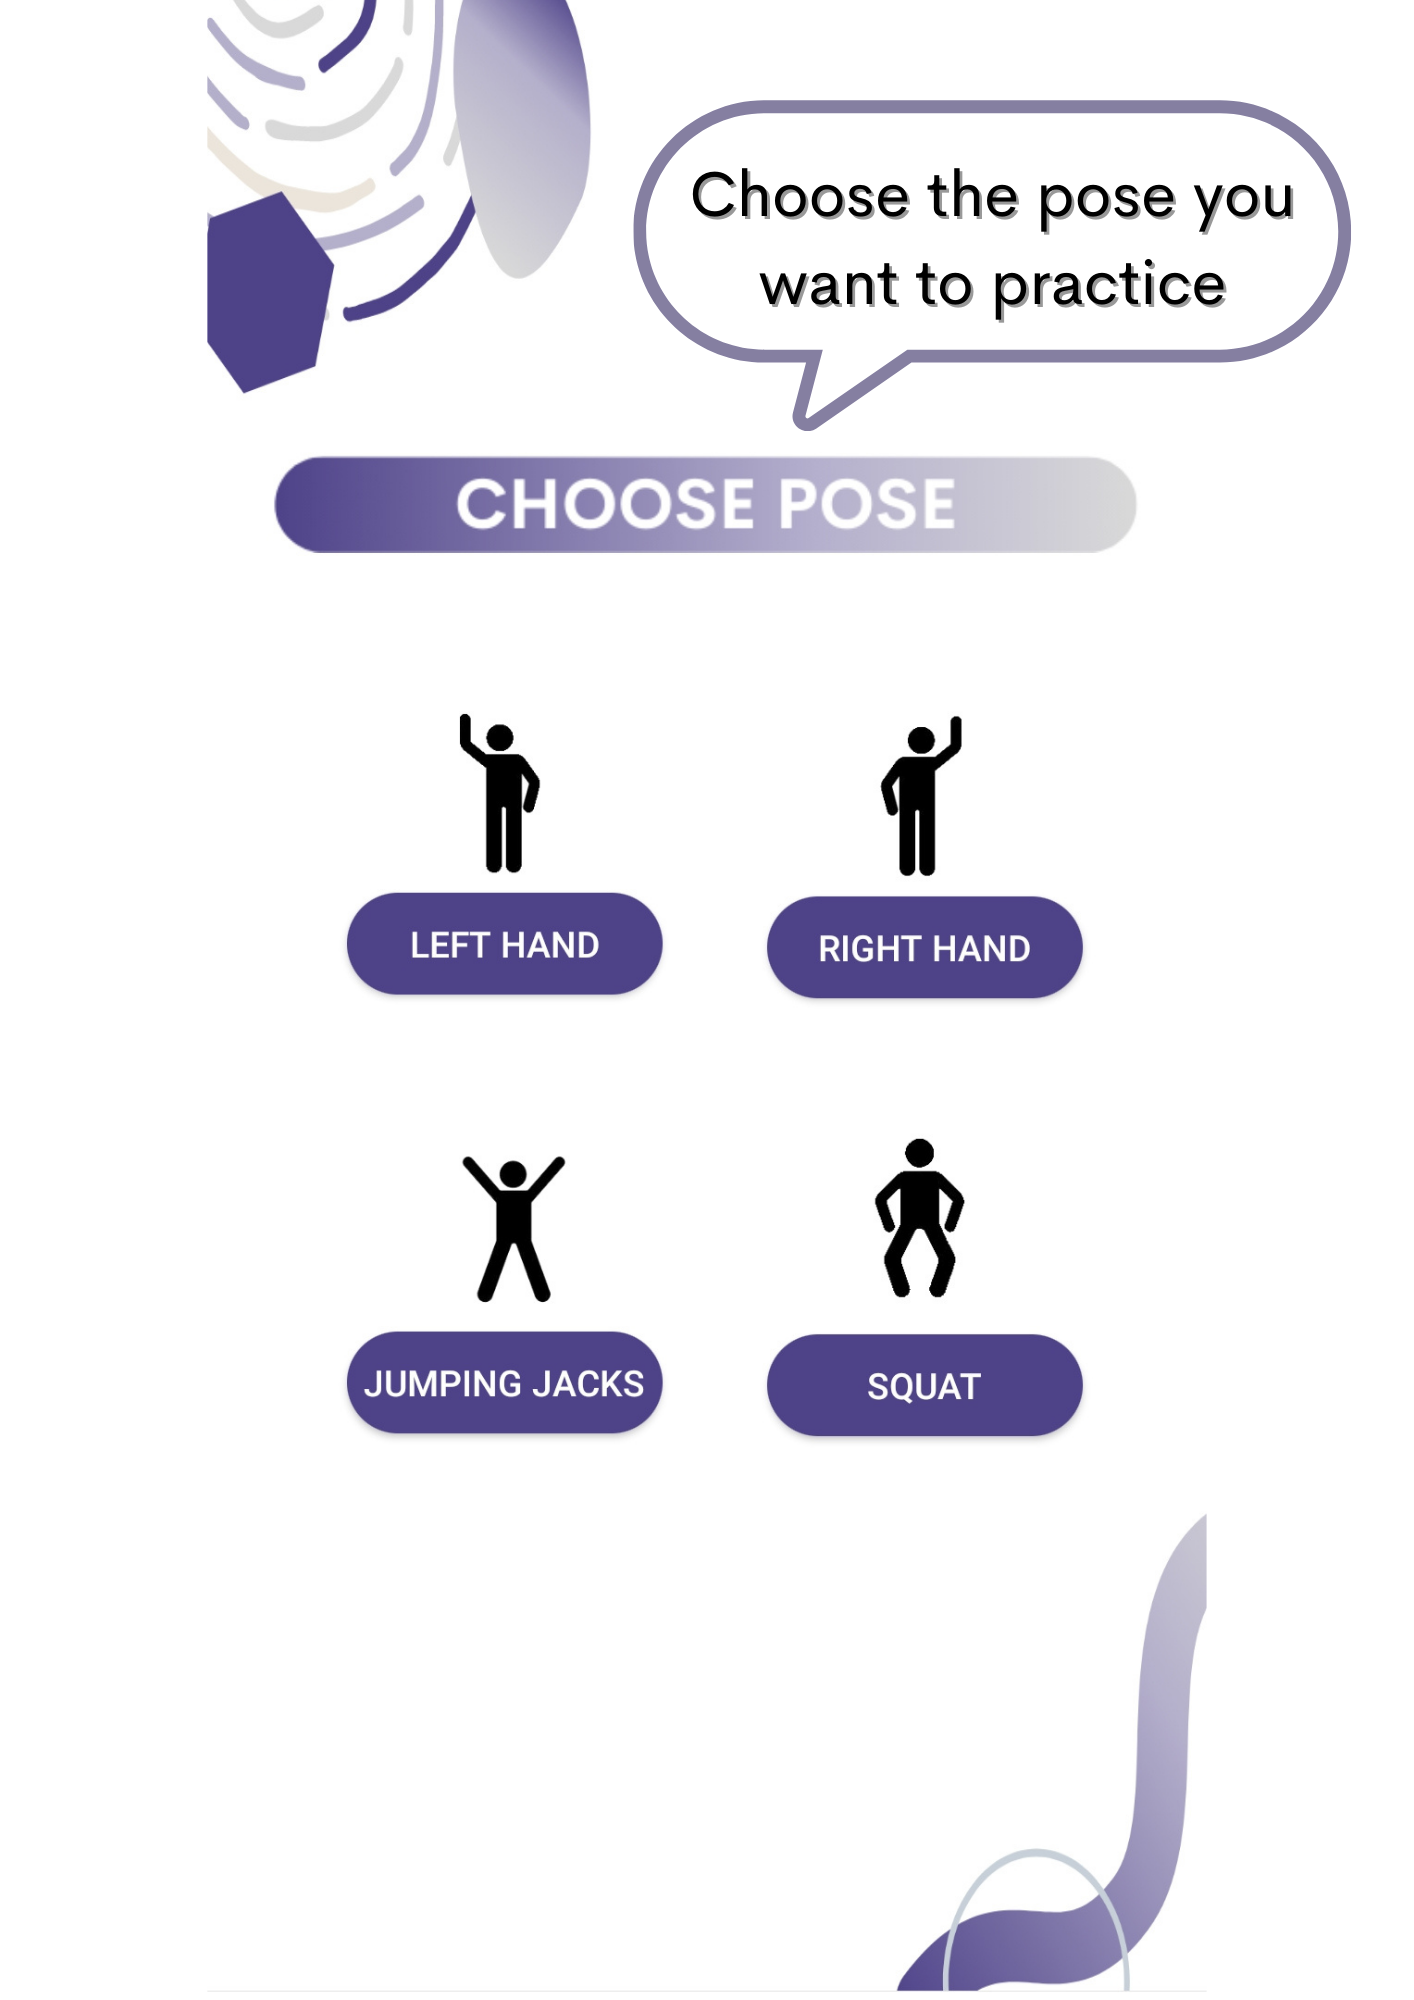 Choose the pose you
want to practice
CHOOSE POSE
LEFT HAND
RIGHT HAND
JUMPING JACKS
SQUAT